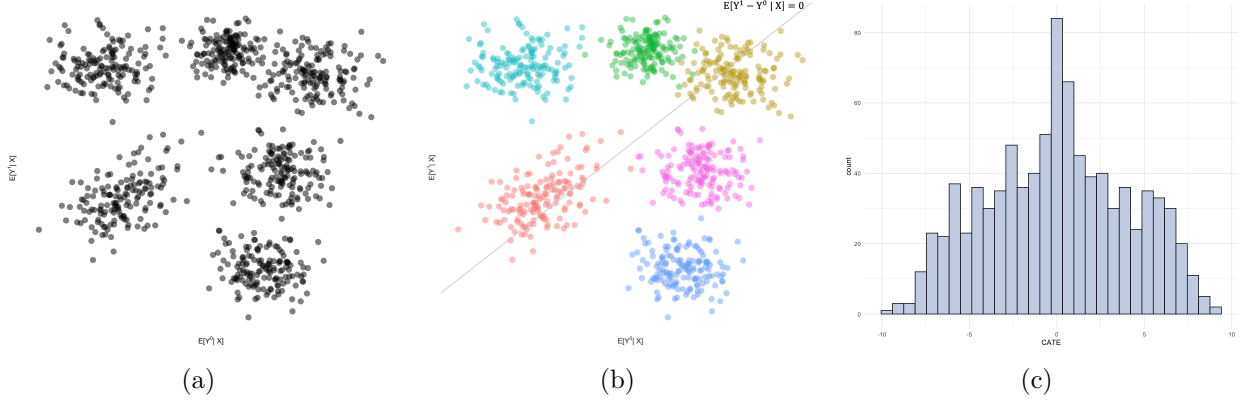 E[Y¹| X]
E[Y⁰| X]
(a)
E[Y¹ − Y⁰ | X] = 0
E[Y¹| X]
E[Y⁰| X]
(b)
80
60
40
20
0
count
-10 -5 0 5 10
CATE
(c)